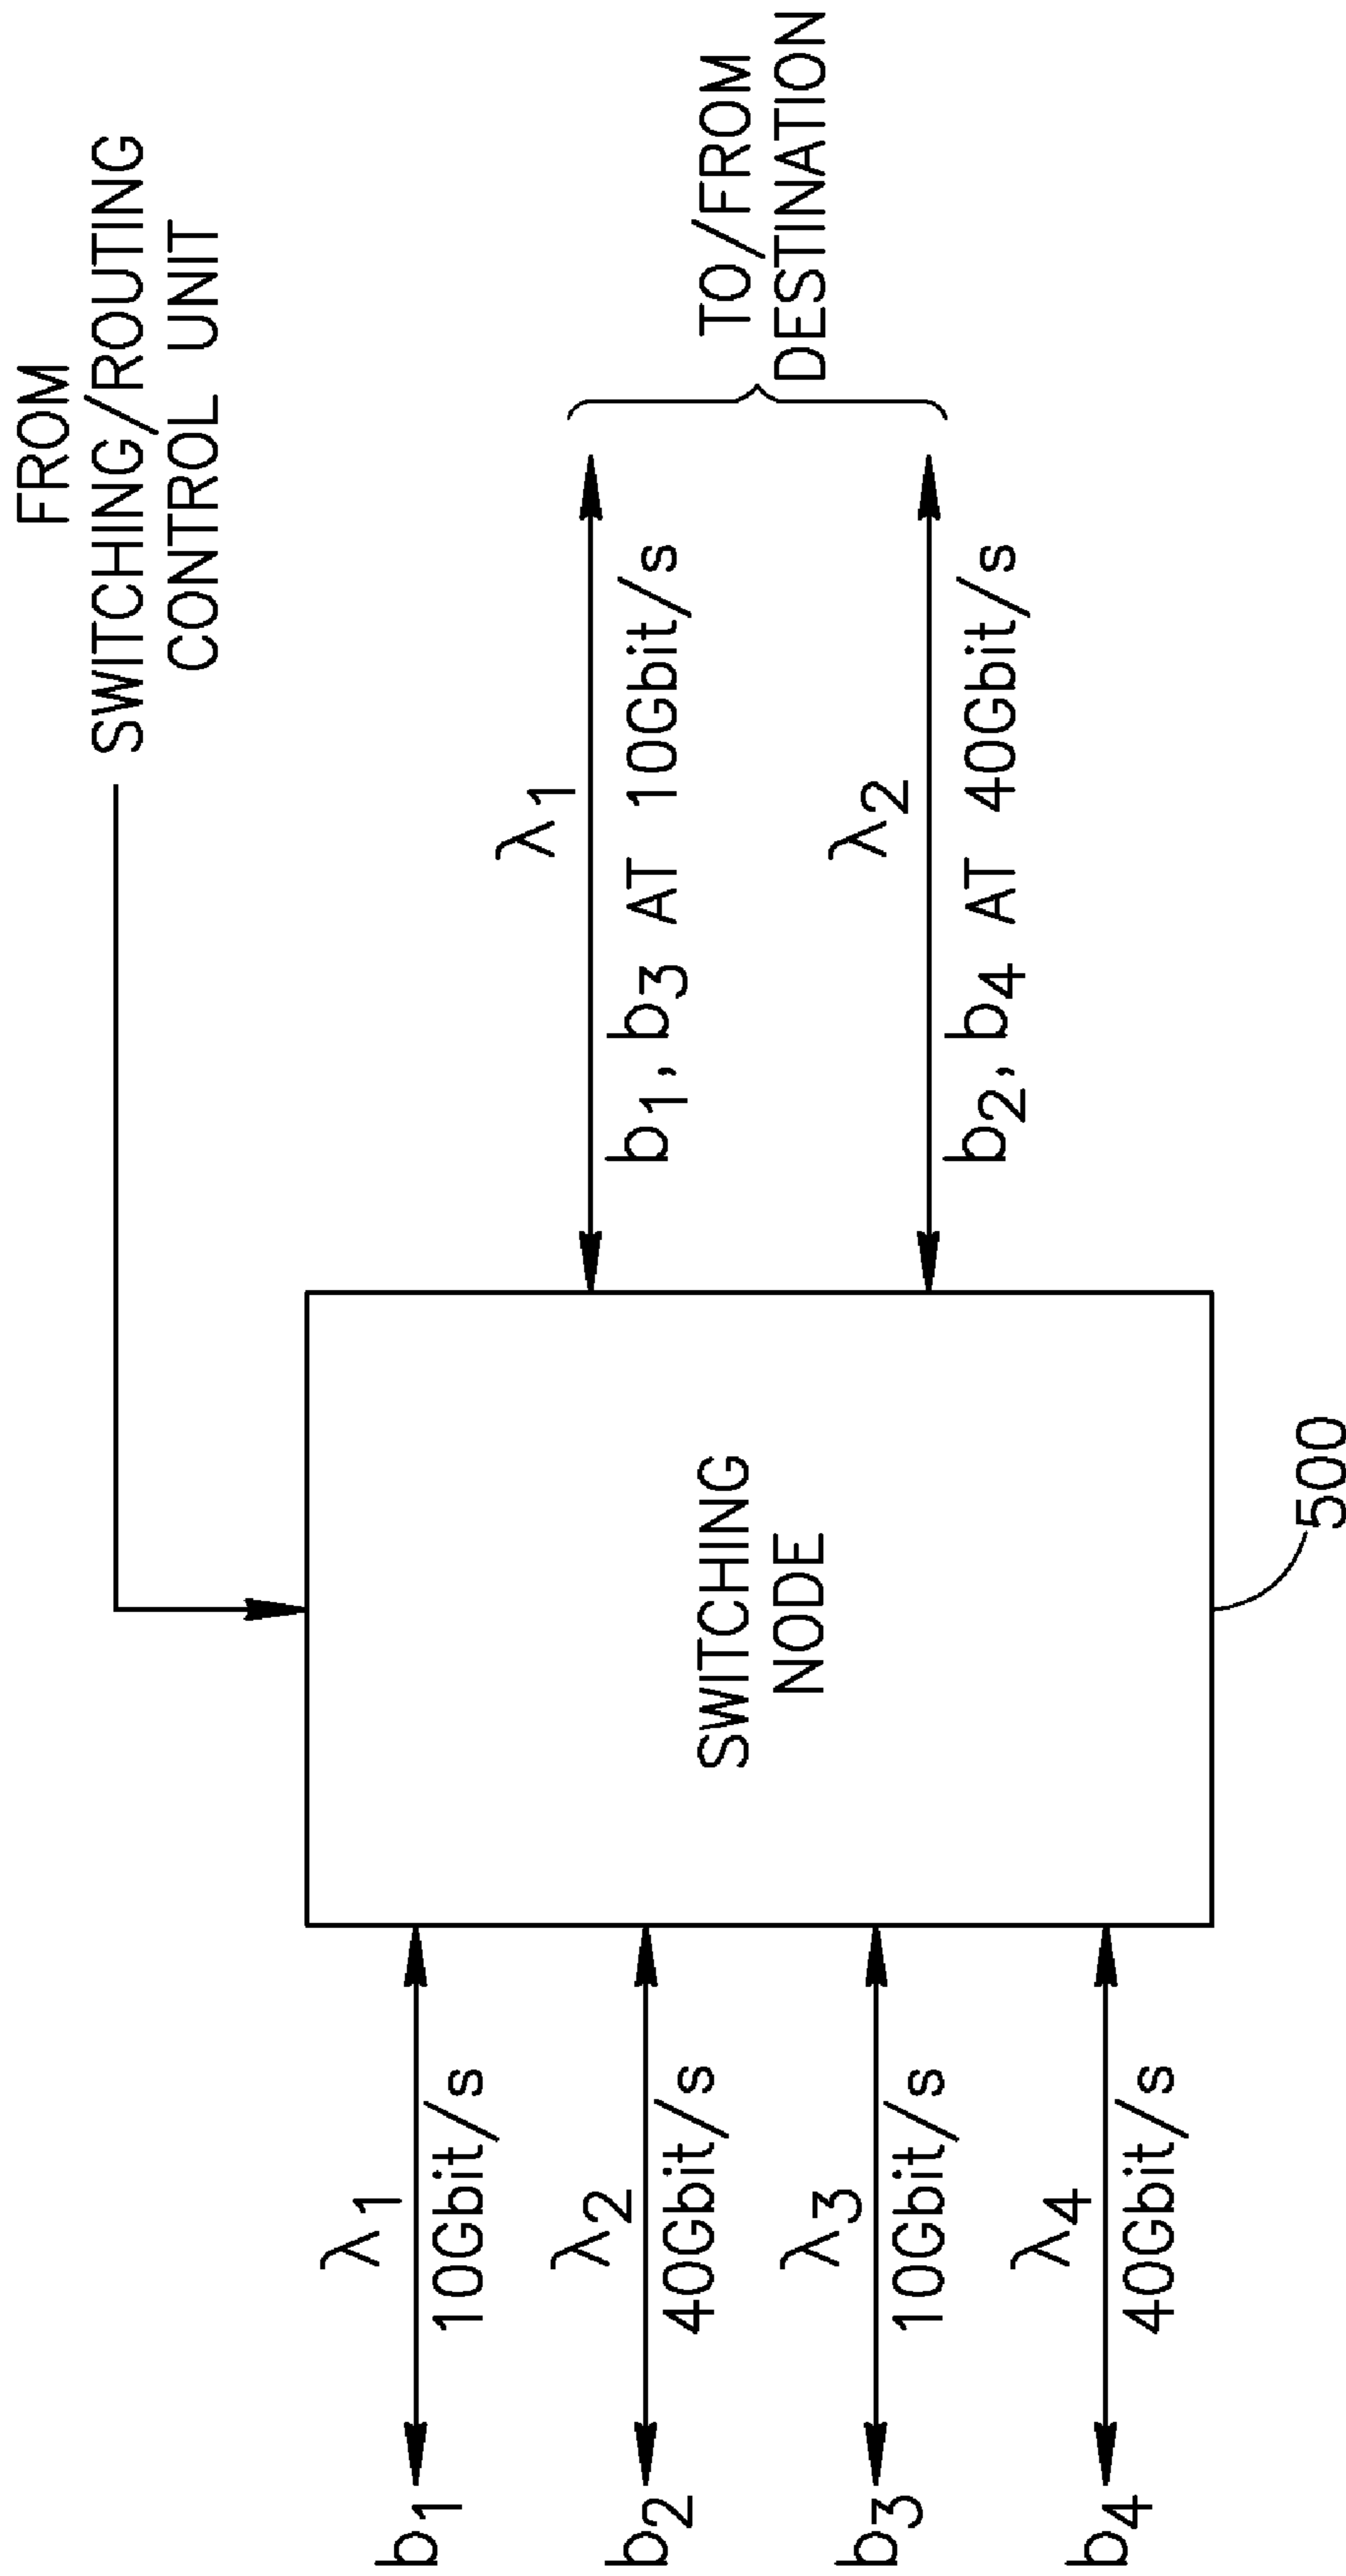 FROM
SWITCHING/ROUTING
CONTROL UNIT
b1
λ1
10Gbit/s
b2
λ2
40Gbit/s
b3
λ3
10Gbit/s
b4
λ4
40Gbit/s
SWITCHING
NODE
500
λ1
b1, b3 AT 10Gbit/s
λ2
b2, b4 AT 40Gbit/s
TO/FROM
DESTINATION